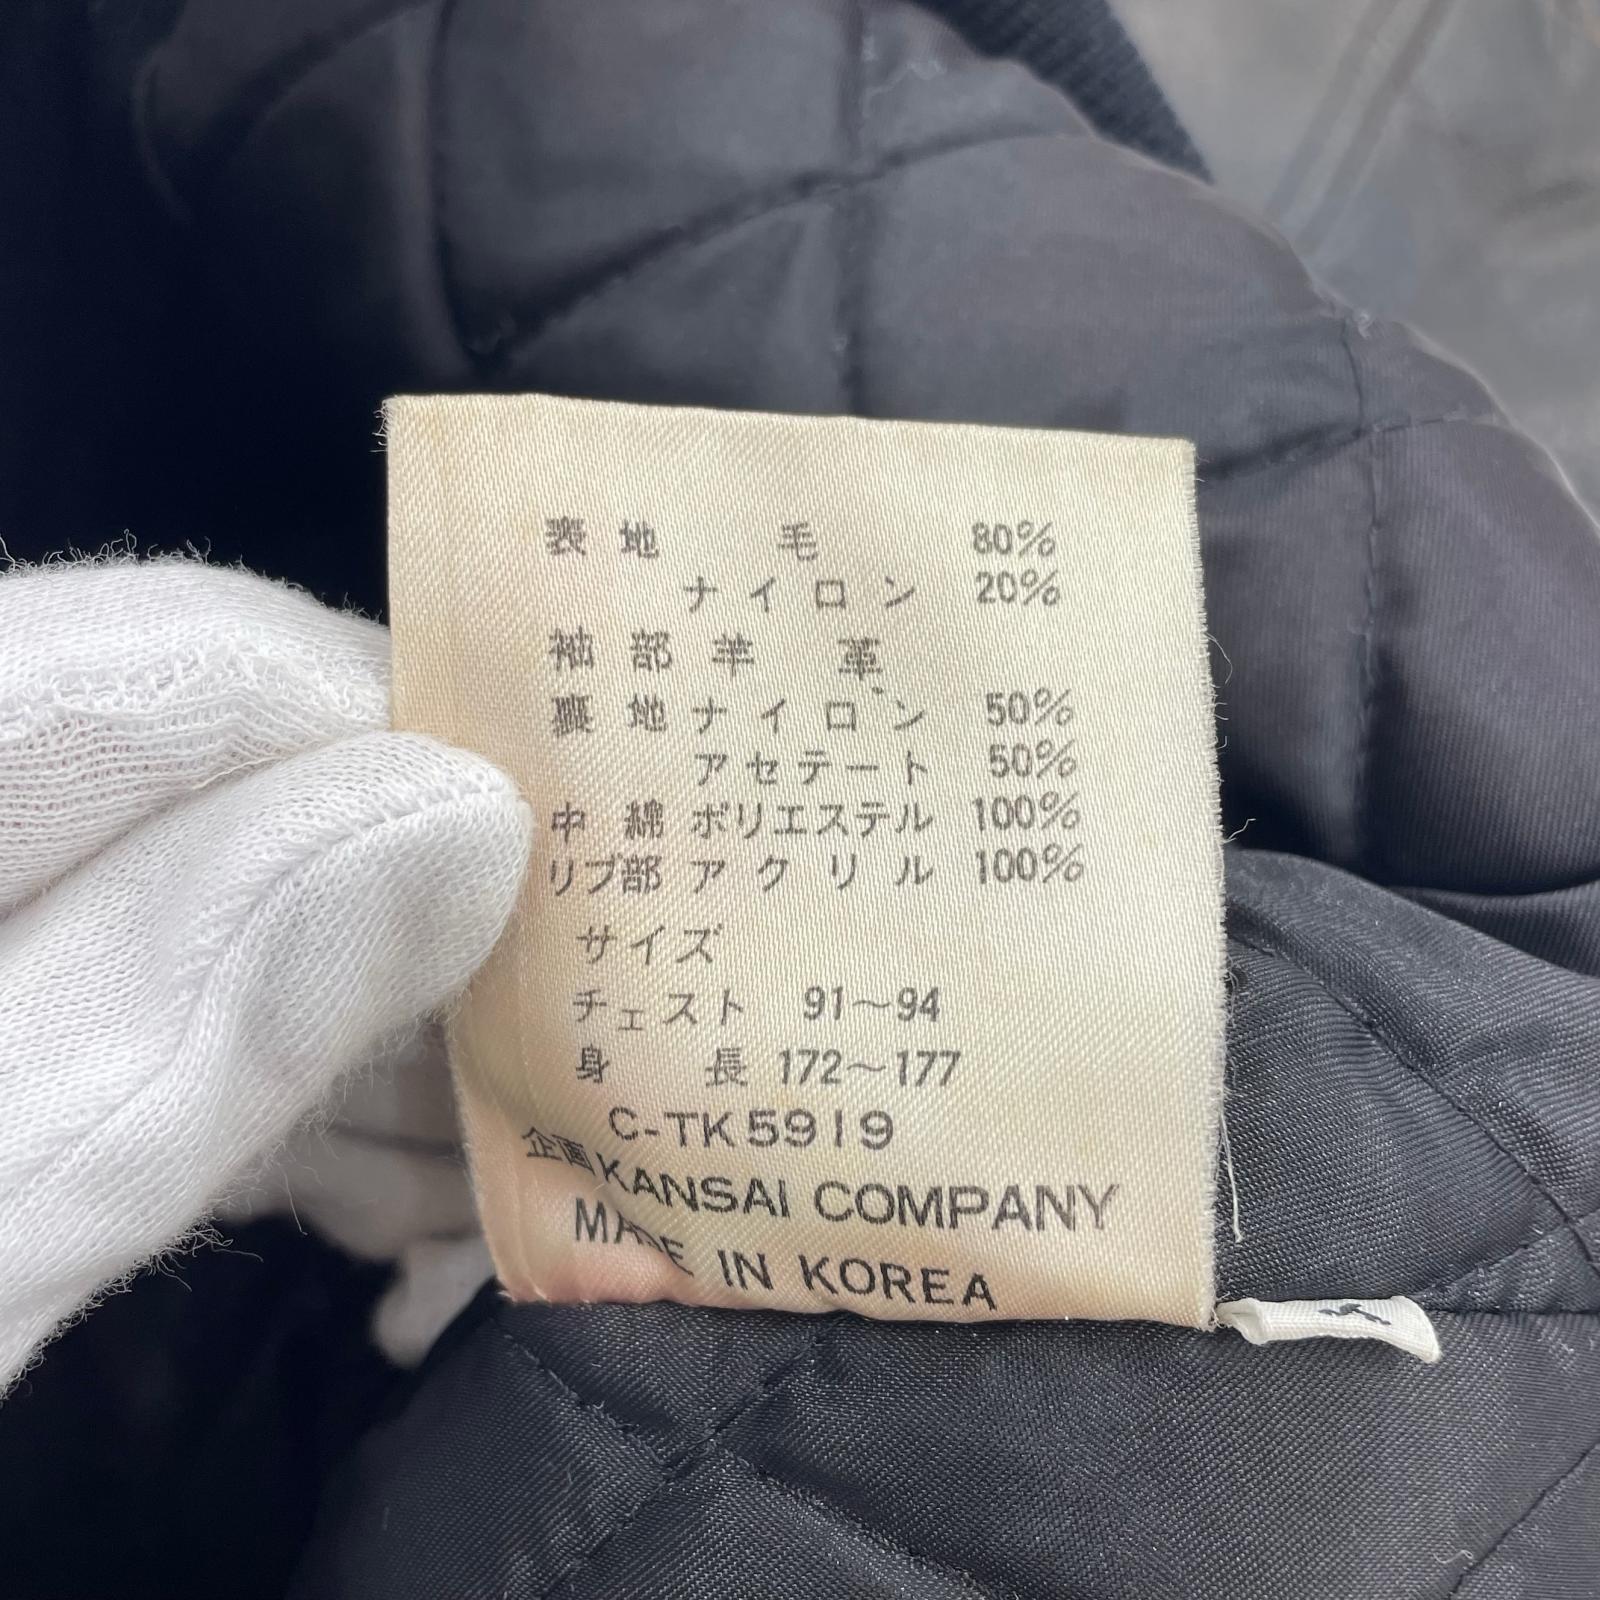 表地 毛 80%
ナイロン 20%
袖部羊 革
裏地ナイロン 50%
アセテート 50%
中綿ポリエステル 100%
リブ部アクリル 100%
サイズ
チェスト 91～94
身長 172～177
C-TK5919
企画KANSAI COMPANY
MADE IN KOREA